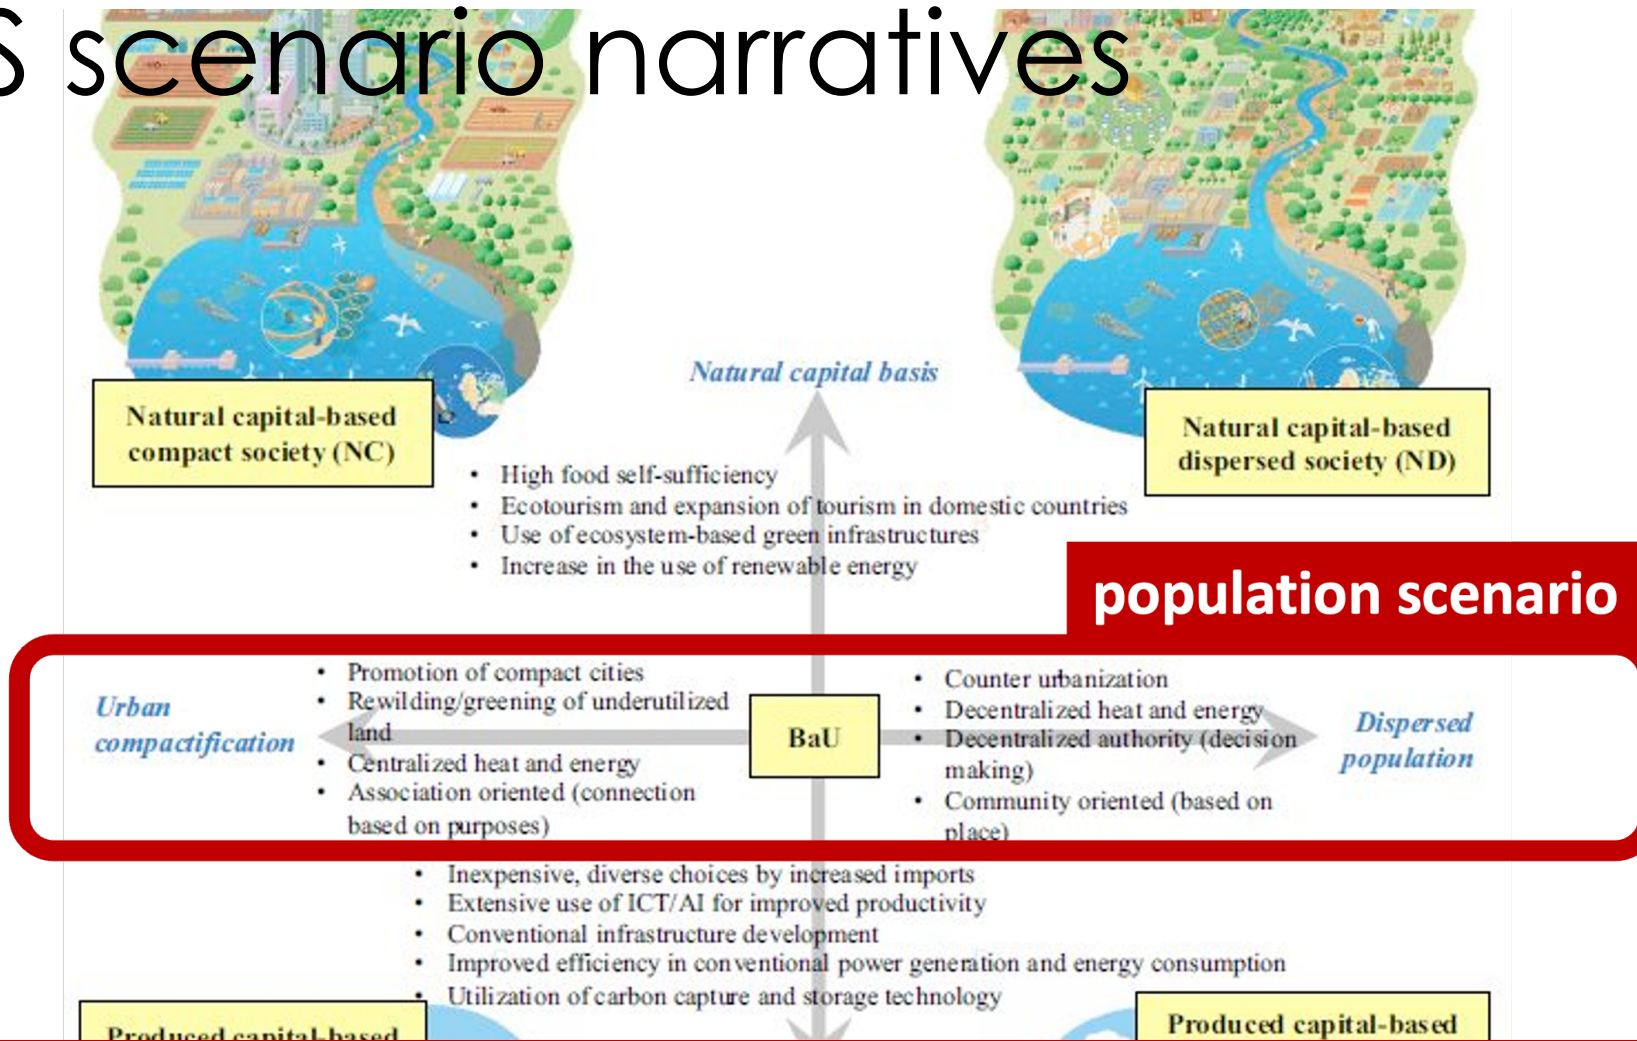 S scenario narratives
Natural capital basis
Natural capital-based
compact society (NC)
Natural capital-based
dispersed society (ND)
• High food self-sufficiency
• Ecotourism and expansion of tourism in domestic countries
• Use of ecosystem-based green infrastructures
• Increase in the use of renewable energy
population scenario
Urban
compactification
• Promotion of compact cities
• Rewilding/greening of underutilized
land
• Centralized heat and energy
• Association oriented (connection
based on purposes)
BaU
• Counter urbanization
• Decentralized heat and energy
• Decentralized authority (decision
making)
• Community oriented (based on
place)
Dispersed
population
• Inexpensive, diverse choices by increased imports
• Extensive use of ICT/AI for improved productivity
• Conventional infrastructure development
• Improved efficiency in conventional power generation and energy consumption
• Utilization of carbon capture and storage technology
Produced capital-based
Produced capital-based